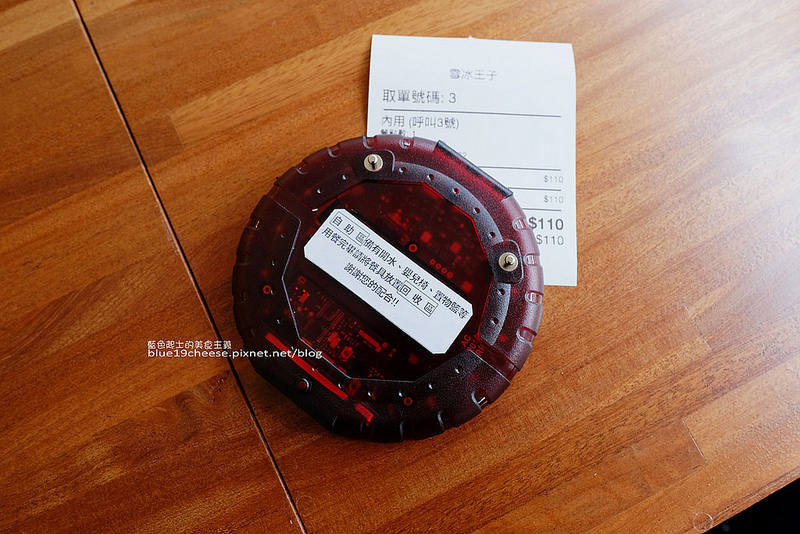 雪冰王子
取單號碼: 3
內用 (呼叫3號)
$110
$110
$110
$110
自助區備有開水、嬰兒椅、置物籃等
用餐完畢請將餐具放置回收區
謝謝您的配合!!
藍色起士的美食主義
blue19cheese.pixnet.net/blog